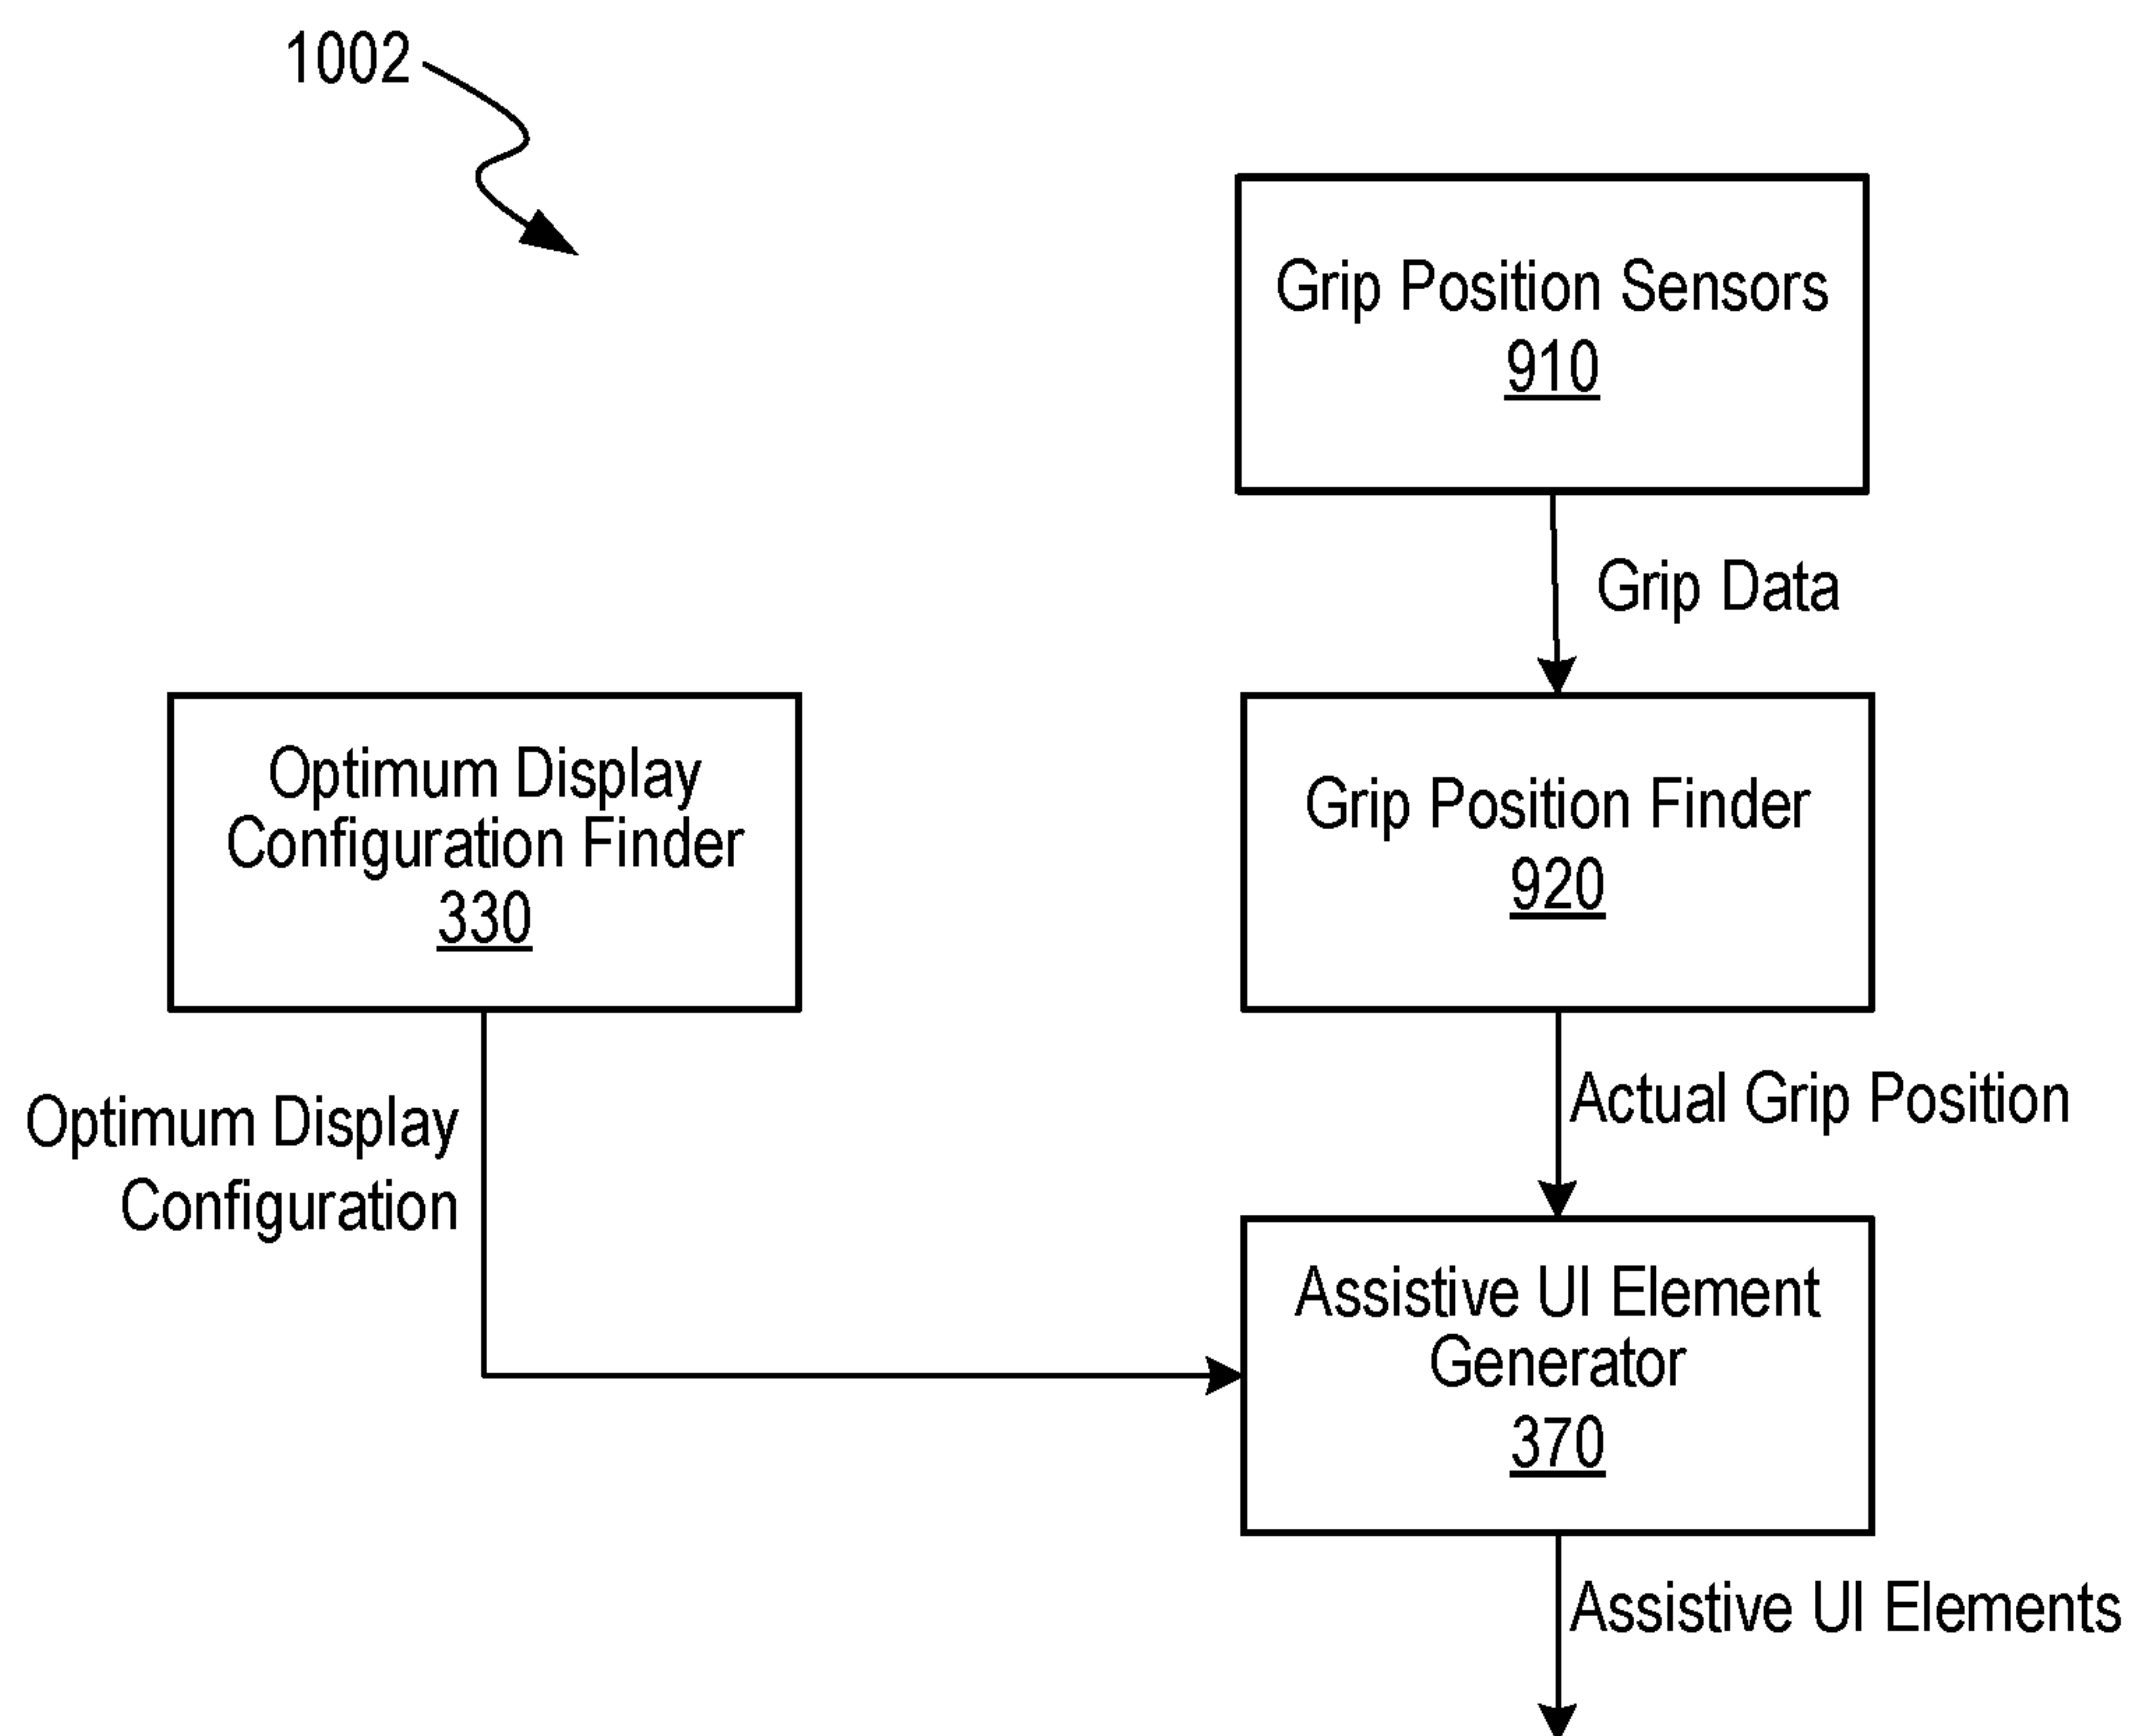 1002
Grip Position Sensors
910
Grip Data
Optimum Display
Configuration Finder
330
Grip Position Finder
920
Optimum Display
Configuration
Actual Grip Position
Assistive UI Element
Generator
370
Assistive UI Elements